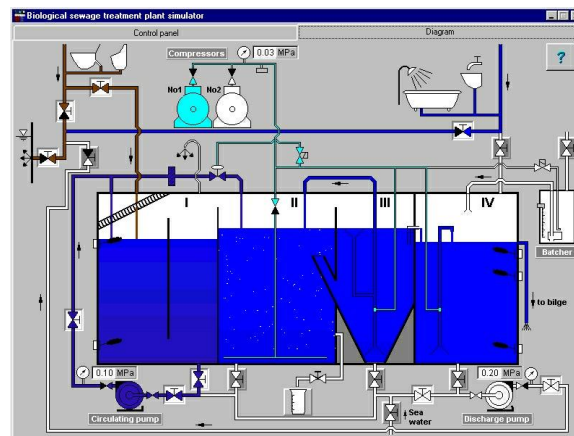 Biological sewage treatment plant simulator
Control panel
Diagram
Compressors
0.03 MPa
?
No1
No2
I
II
III
IV
Batcher
to bilge
0.10 MPa
0.20 MPa
Circulating pump
Sea
water
Discharge pump